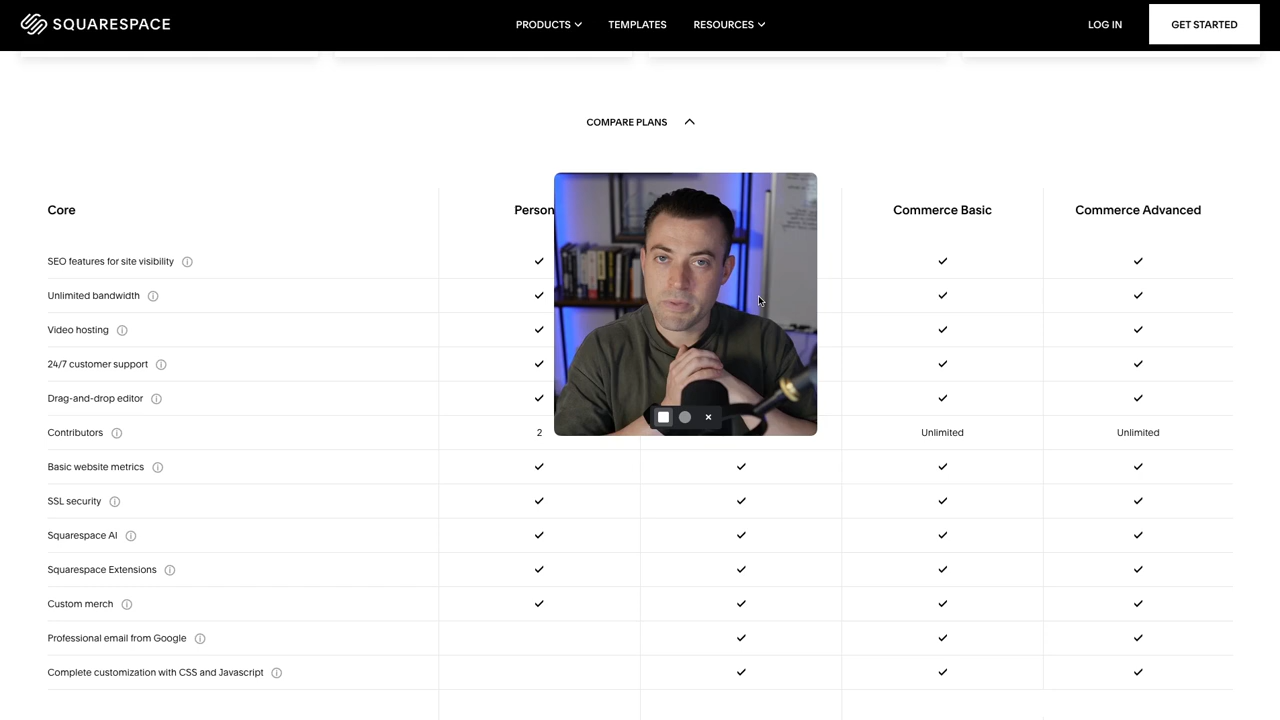 SQUARESPACE PRODUCTS TEMPLATES RESOURCES LOG IN GET STARTED
COMPARE PLANS
Core Person Commerce Basic Commerce Advanced
SEO features for site visibility
Unlimited bandwidth
Video hosting
24/7 customer support
Drag-and-drop editor
Contributors 2 Unlimited Unlimited
Basic website metrics
SSL security
Squarespace AI
Squarespace Extensions
Custom merch
Professional email from Google
Complete customization with CSS and Javascript